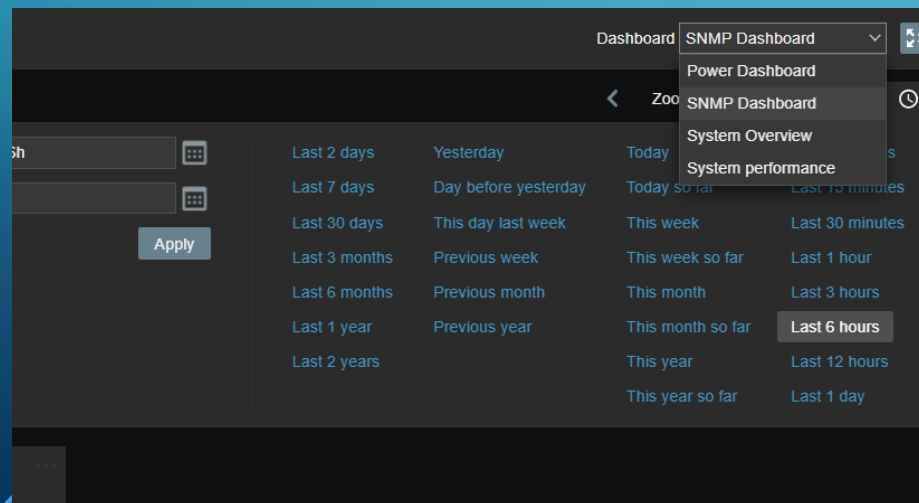 Dashboard SNMP Dashboard
Power Dashboard
SNMP Dashboard
System Overview
System performance
Zoo
Last 2 days Yesterday Today
Last 7 days Day before yesterday Today so far Last 15 minutes
Last 30 days This day last week This week Last 30 minutes
Apply
Last 3 months Previous week This week so far Last 1 hour
Last 6 months Previous month This month Last 3 hours
Last 1 year Previous year This month so far Last 6 hours
Last 2 years This year Last 12 hours
This year so far Last 1 day